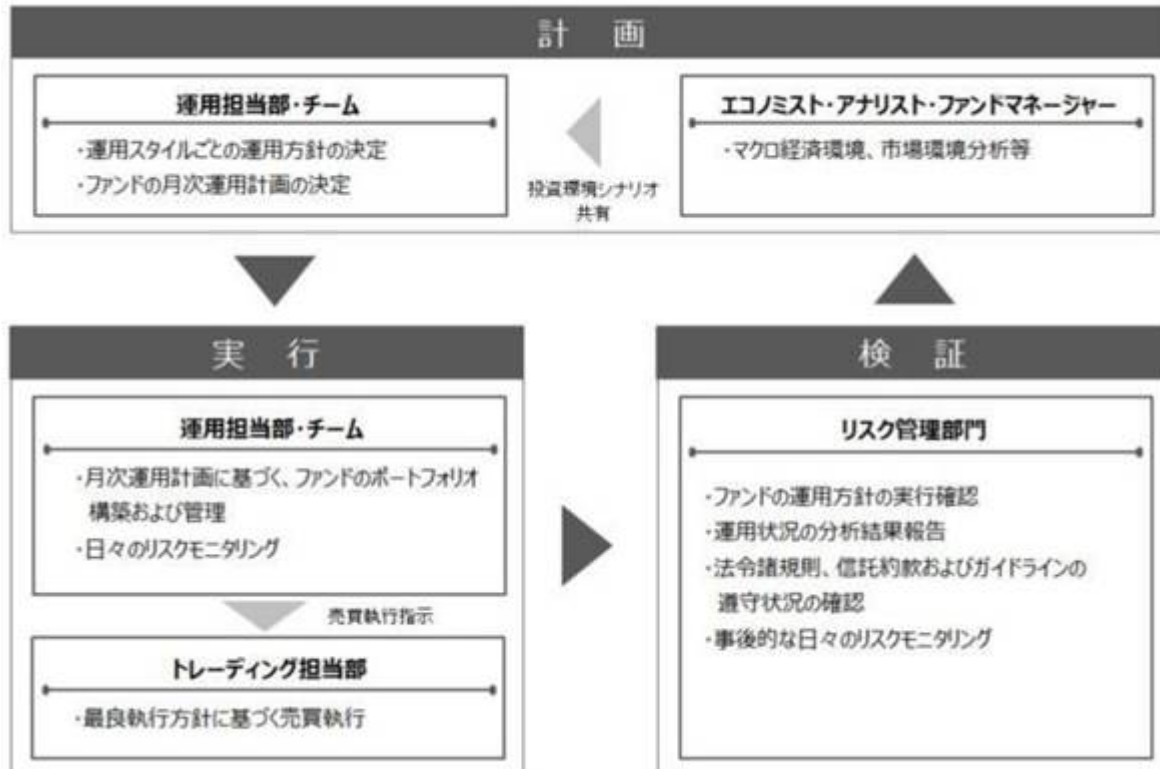 計 画
運用担当部・チーム
・運用スタイルごとの運用方針の決定
・ファンドの月次運用計画の決定
投資環境シナリオ
共有
エコノミスト・アナリスト・ファンドマネージャー
・マクロ経済環境、市場環境分析等
実 行
運用担当部・チーム
・月次運用計画に基づく、ファンドのポートフォリオ
構築および管理
・日々のリスクモニタリング
売買執行指示
トレーディング担当部
・最良執行方針に基づく売買執行
検 証
リスク管理部門
・ファンドの運用方針の実行確認
・運用状況の分析結果報告
・法令諸規則、信託約款およびガイドラインの
遵守状況の確認
・事後的な日々のリスクモニタリング